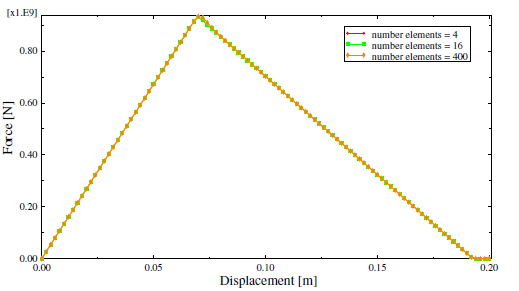 [x1.E9]
number elements = 4
number elements = 16
number elements = 400
0.80
0.60
0.40
0.20
0.00
Force [N]
0.00 0.05 0.10 0.15 0.20
Displacement [m]